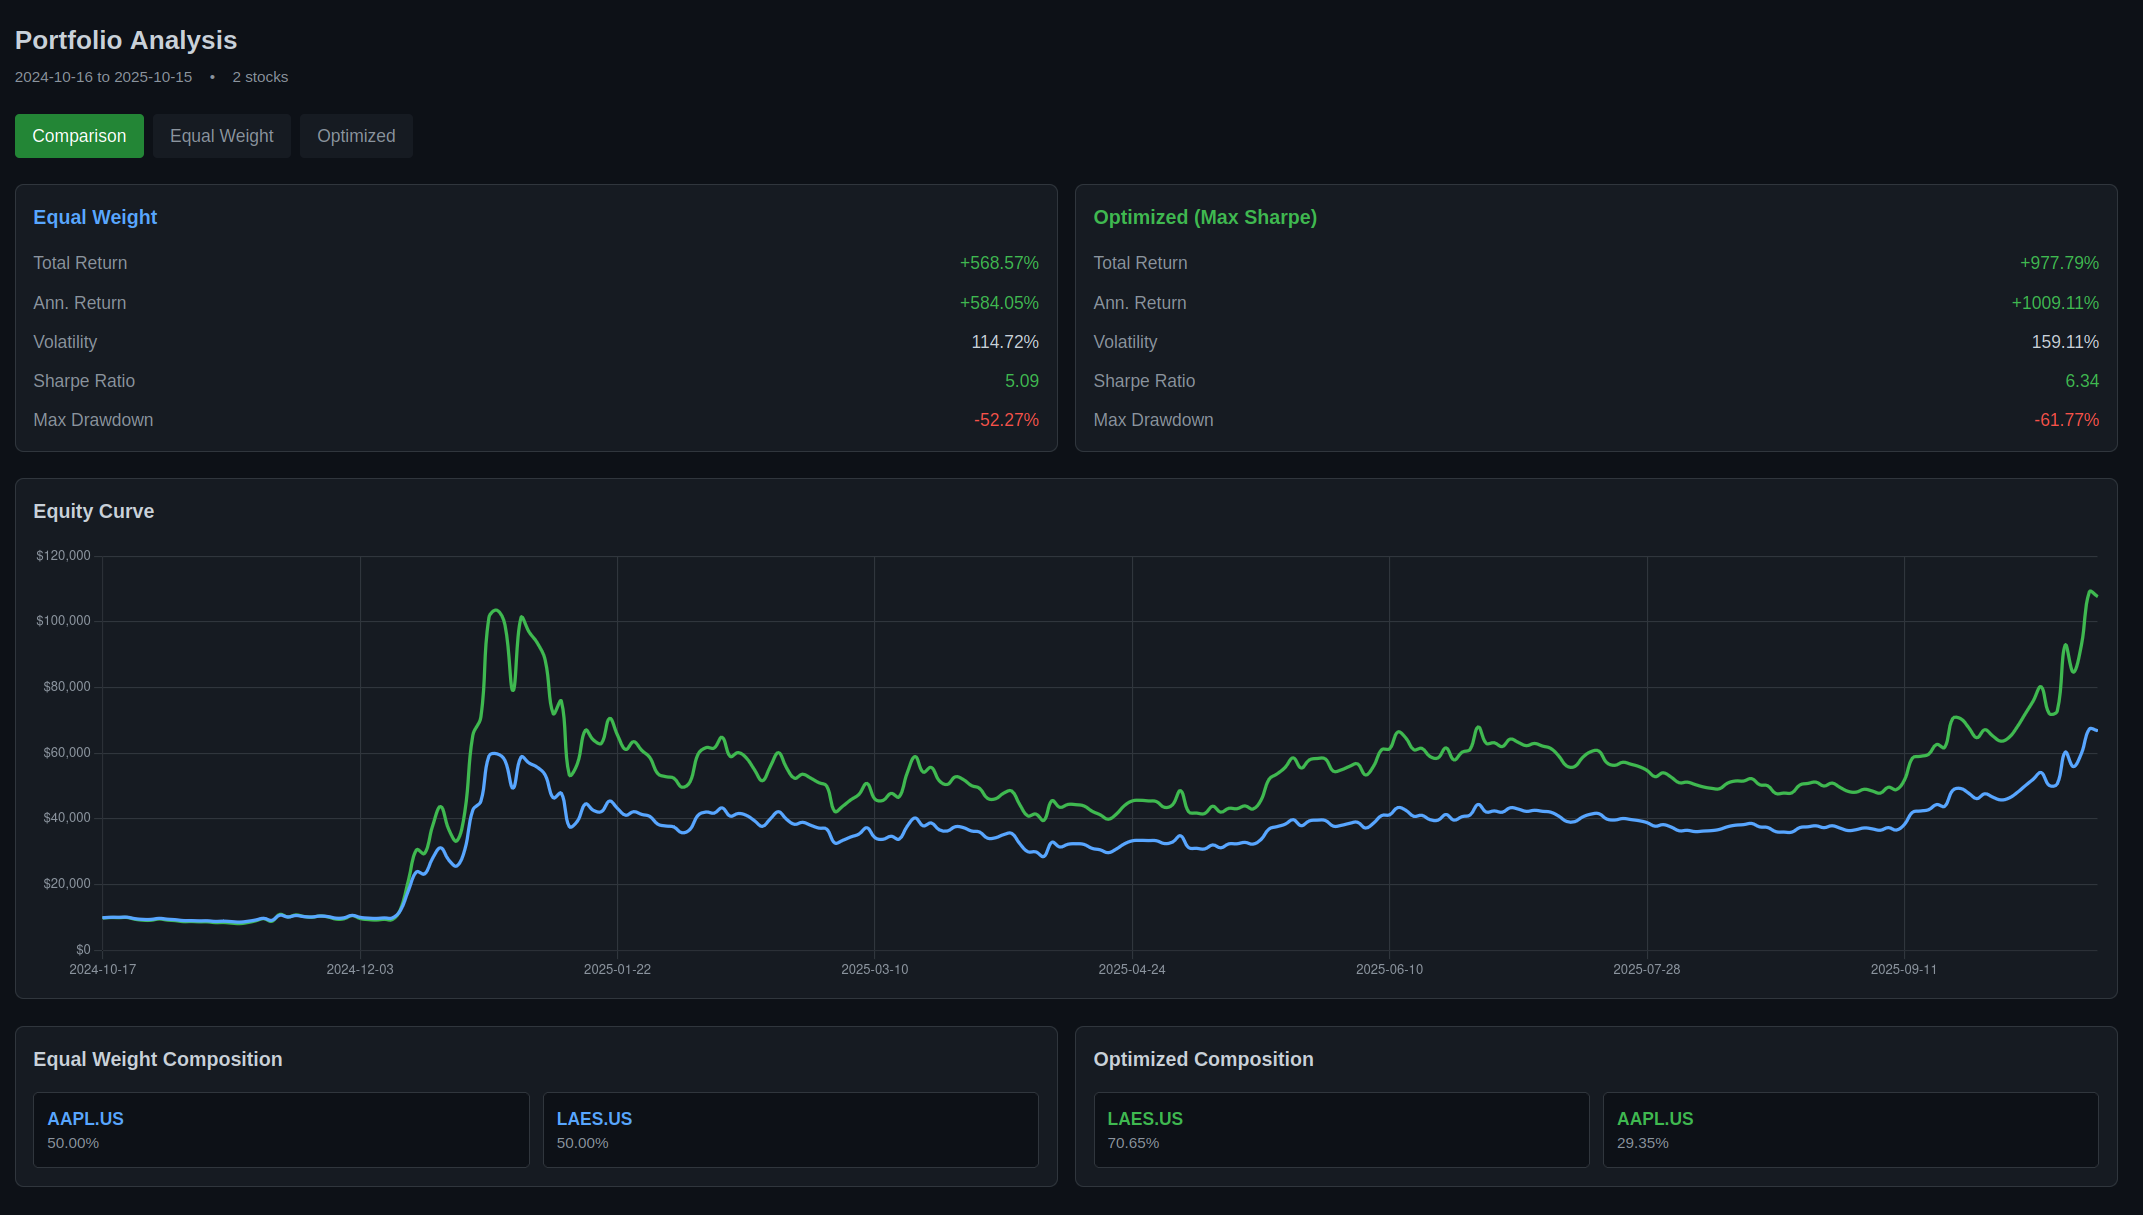 Portfolio Analysis
2024-10-16 to 2025-10-15 • 2 stocks
Comparison Equal Weight Optimized
Equal Weight
Total Return +568.57%
Ann. Return +584.05%
Volatility 114.72%
Sharpe Ratio 5.09
Max Drawdown -52.27%
Optimized (Max Sharpe)
Total Return +977.79%
Ann. Return +1009.11%
Volatility 159.11%
Sharpe Ratio 6.34
Max Drawdown -61.77%
Equity Curve
$120,000
$100,000
$80,000
$60,000
$40,000
$20,000
$0
2024-10-17 2024-12-03 2025-01-22 2025-03-10 2025-04-24 2025-06-10 2025-07-28 2025-09-11
Equal Weight Composition
AAPL.US
50.00%
LAES.US
50.00%
Optimized Composition
LAES.US
70.65%
AAPL.US
29.35%